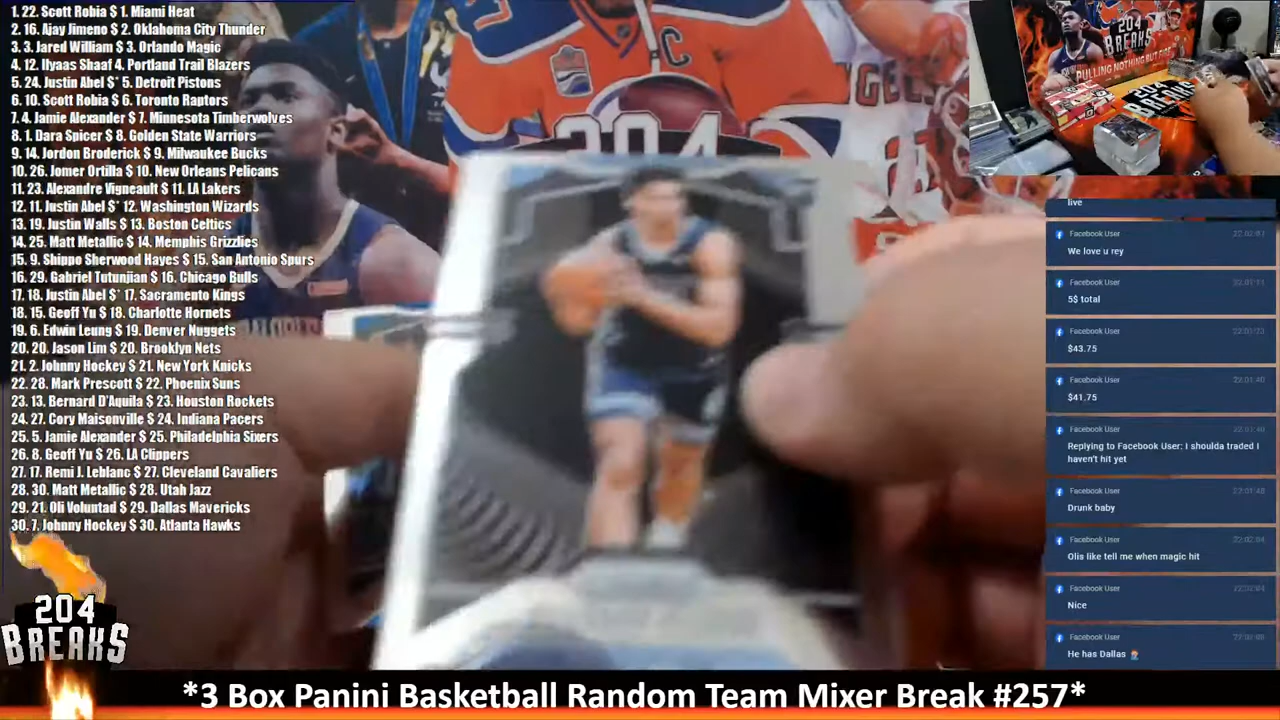 1. 22. Scott Robia $ 1. Miami Heat
2. 16. Ajay Jimeno $ 2. Oklahoma City Thunder
3. 3. Jared William $ 3. Orlando Magic
4. 12. Ilyaas Shaaf 4. Portland Trail Blazers
5. 24. Justin Abel $* 5. Detroit Pistons
6. 10. Scott Robia $ 6. Toronto Raptors
7. 4. Jamie Alexander $ 7. Minnesota Timberwolves
8. 1. Dara Spicer $ 8. Golden State Warriors
9. 14. Jordon Broderick $ 9. Milwaukee Bucks
10. 26. Jomer Ortilla $ 10. New Orleans Pelicans
11. 23. Alexandre Vigneault $ 11. LA Lakers
12. 11. Justin Abel $* 12. Washington Wizards
13. 19. Justin Walls $ 13. Boston Celtics
14. 25. Matt Metallic $ 14. Memphis Grizzlies
15. 9. Shippo Sherwood Hayes $ 15. San Antonio Spurs
16. 29. Gabriel Tutunjian $ 16. Chicago Bulls
17. 18. Justin Abel $* 17. Sacramento Kings
18. 15. Geoff Yu $ 18. Charlotte Hornets
19. 6. Edwin Leung $ 19. Denver Nuggets
20. 20. Jason Lim $ 20. Brooklyn Nets
21. 2. Johnny Hockey $ 21. New York Knicks
22. 28. Mark Prescott $ 22. Phoenix Suns
23. 13. Bernard D'Aquila $ 23. Houston Rockets
24. 27. Cory Maisonville $ 24. Indiana Pacers
25. 5. Jamie Alexander $ 25. Philadelphia Sixers
26. 8. Geoff Yu $ 26. LA Clippers
27. 17. Remi J. Leblanc $ 27. Cleveland Cavaliers
28. 30. Matt Metallic $ 28. Utah Jazz
29. 21. Oli Voluntad $ 29. Dallas Mavericks
30. 7. Johnny Hockey $ 30. Atlanta Hawks
204
BREAKS
C
204
204
BREAKS
PULLING NOTHING BUT FIRE
204
BREAKS
live
Facebook User
We love u rey
Facebook User
5$ total
Facebook User
$43.75
Facebook User
$41.75
Facebook User
Replying to Facebook User: I shoulda traded I
haven't hit yet
Facebook User
Drunk baby
Facebook User
Olis like tell me when magic hit
Facebook User
Nice
Facebook User
He has Dallas 🤦
*3 Box Panini Basketball Random Team Mixer Break #257*